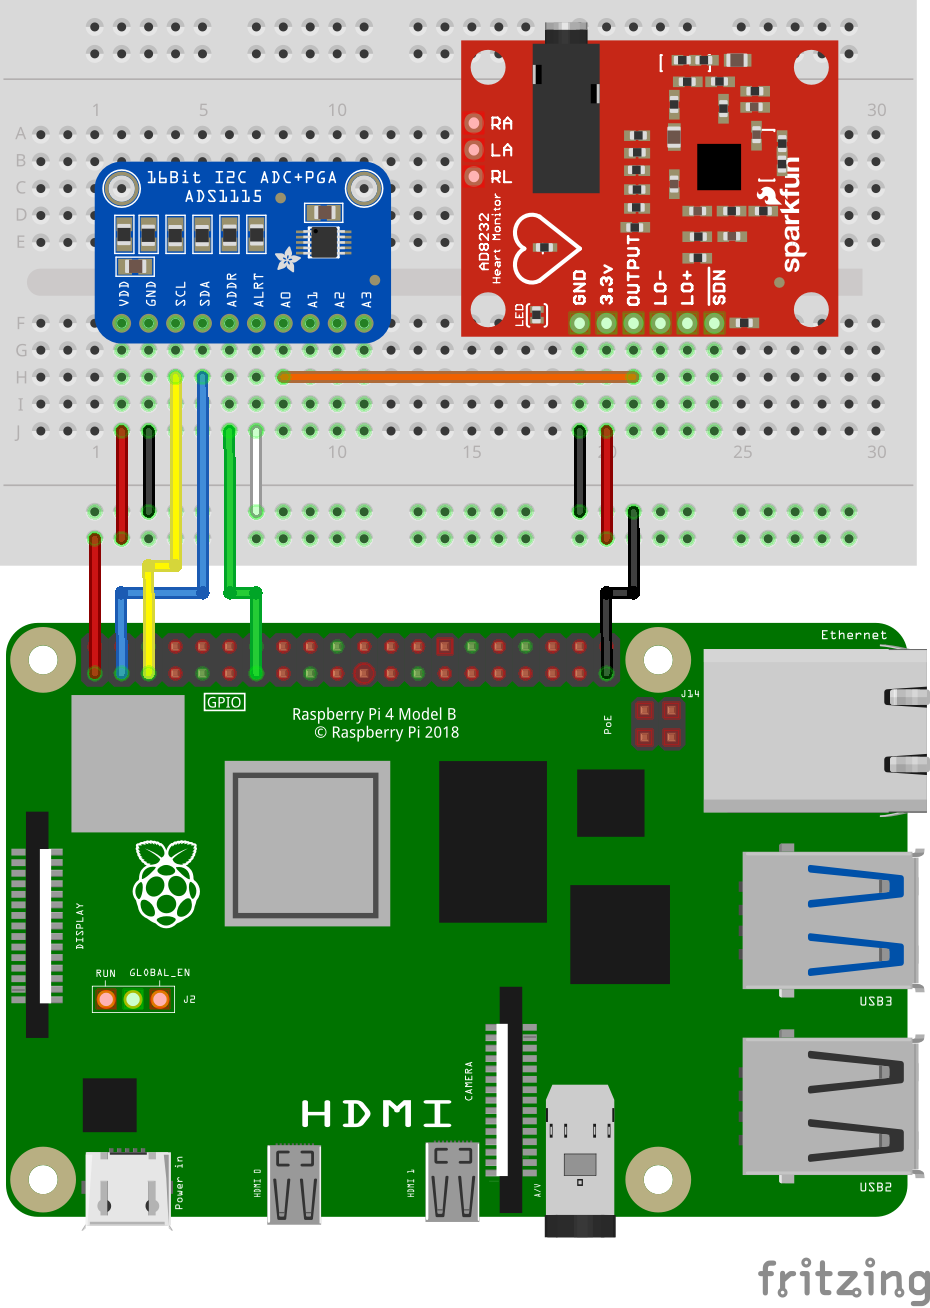 1 5 10 30
A
B
C
D
E
F
G
H
I
J
16Bit I2C ADC+PGA
ADS1115
VDD GND SCL SDA ADDR ALRT A0 A1 A2 A3
RA
LA
RL
AD8232
Heart Monitor
LED
GND 3.3v OUTPUT LO- LO+ SDN
sparkfun
1 10 15 20 25 30
Ethernet
GPIO
Raspberry Pi 4 Model B
© Raspberry Pi 2018
J14
PoE
DISPLAY
RUN GLOBAL_EN
J2
USB3
CAMERA
HDMI
Power in
HDMI 0
HDMI 1
A/V
USB2
fritzing